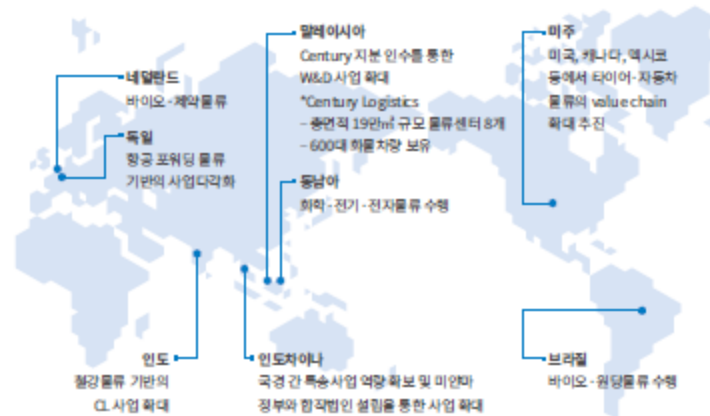 네덜란드
바이오·제약물류
독일
항공 포워딩 물류
기반의 사업다각화
말레이시아
Century 지분 인수를 통한
W&D 사업 확대
*Century Logistics
- 총면적 19만㎡ 규모 물류센터 8개
- 600대 화물차량 보유
동남아
화학·전기·전자물류 수행
미주
미국, 캐나다, 멕시코
등에서 타이어·자동차
물류의 value chain
확대 추진
인도
철강물류 기반의
CL 사업 확대
인도차이나
국경 간 특송사업 역량 확보 및 미얀마
정부와 합작법인 설립을 통한 사업 확대
브라질
바이오·원당물류 수행